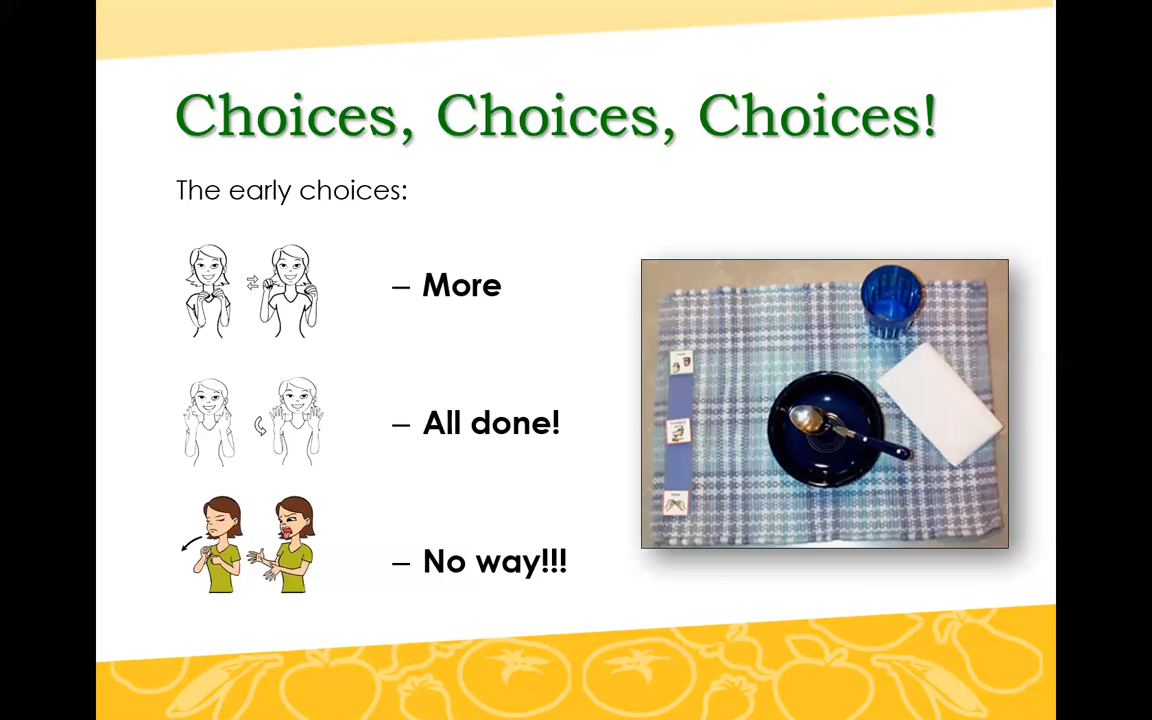 Choices, Choices, Choices!
The early choices:
– More
– All done!
– No way!!!